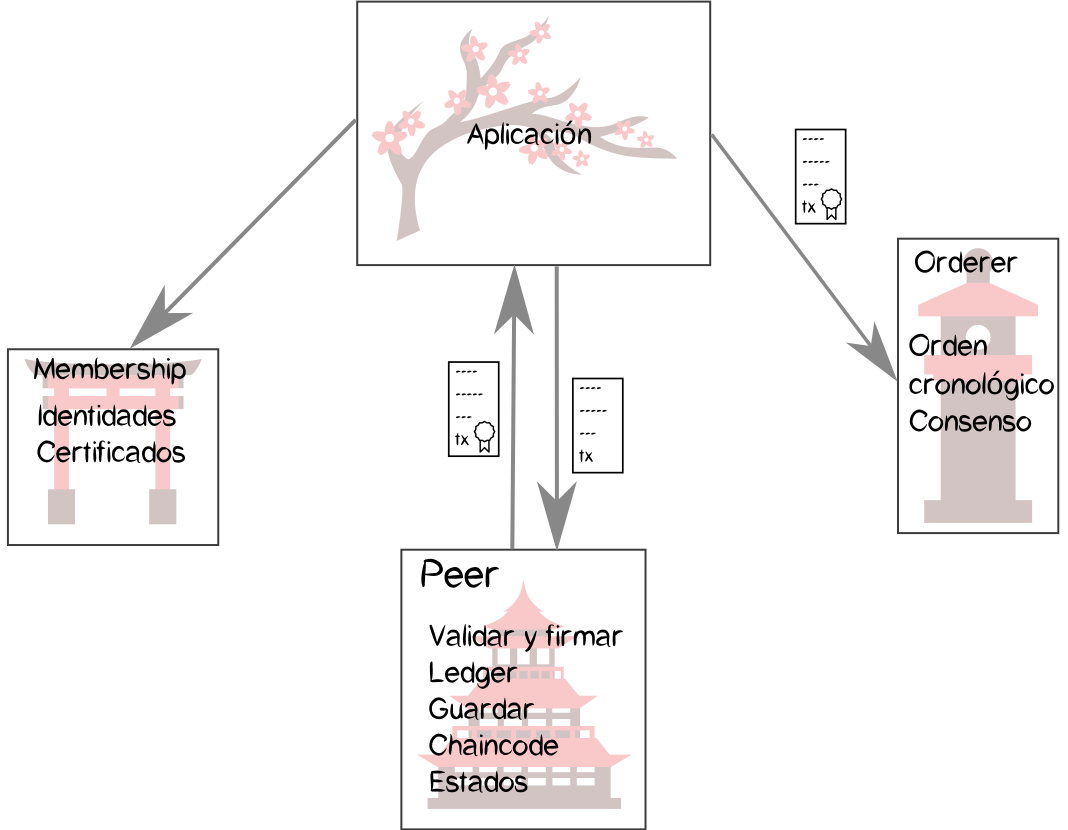 Aplicación
----
-----
---
tx
Membership
Identidades
Certificados
----
-----
---
tx
----
-----
---
tx
Orderer
Orden
cronológico
Consenso
Peer
Validar y firmar
Ledger
Guardar
Chaincode
Estados